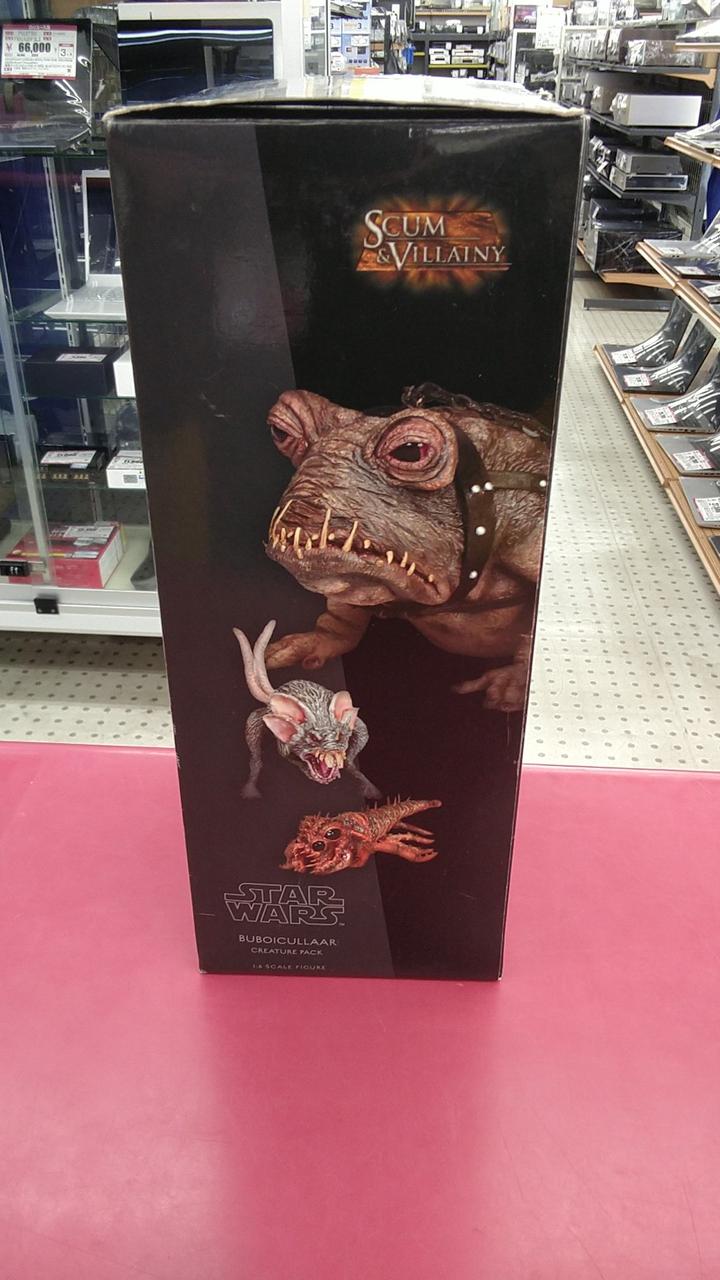 ¥ 66,000
SCUM
& VILLAINY
STAR
WARS
BUBOICULLAAR
CREATURE PACK
1:6 SCALE FIGURE